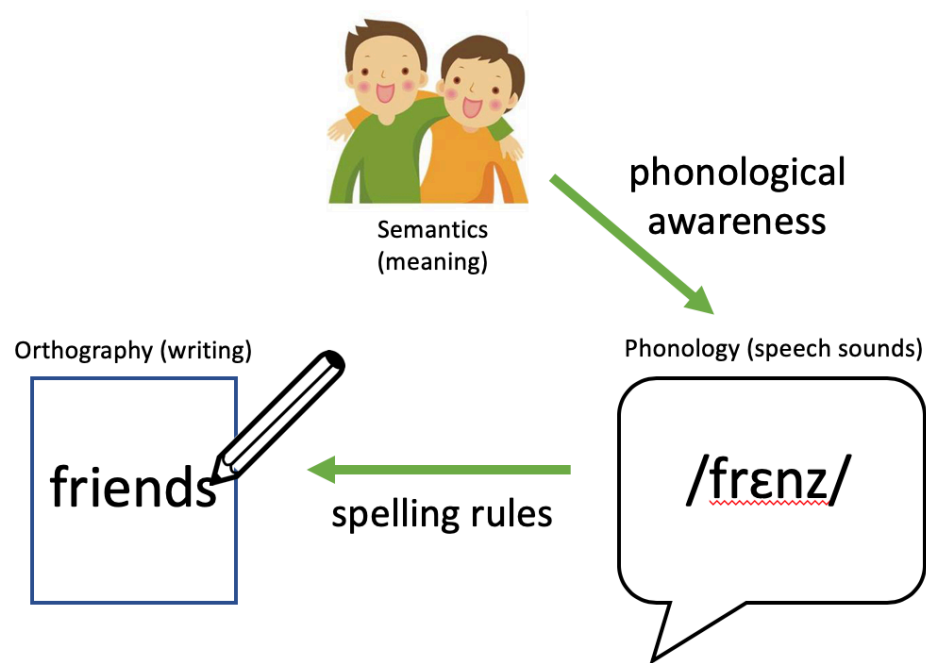 phonological
awareness
Semantics
(meaning)
Orthography (writing)
Phonology (speech sounds)
friends
/frɛnz/
spelling rules